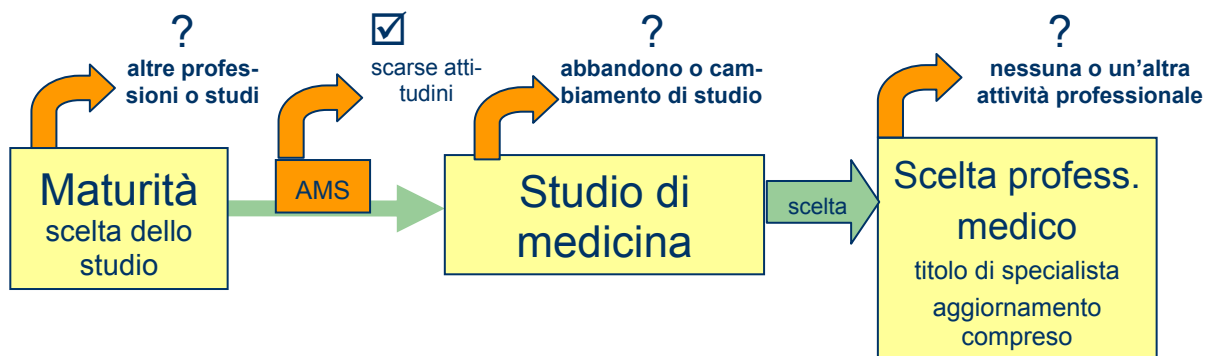 ?
altre profes-
sioni o studi
☑
scarse atti-
tudini
?
abbandono o cam-
biamento di studio
?
nessuna o un'altra
attività professionale
Maturità
scelta dello
studio
AMS
Studio di
medicina
scelta
Scelta profess.
medico
titolo di specialista
aggiornamento
compreso